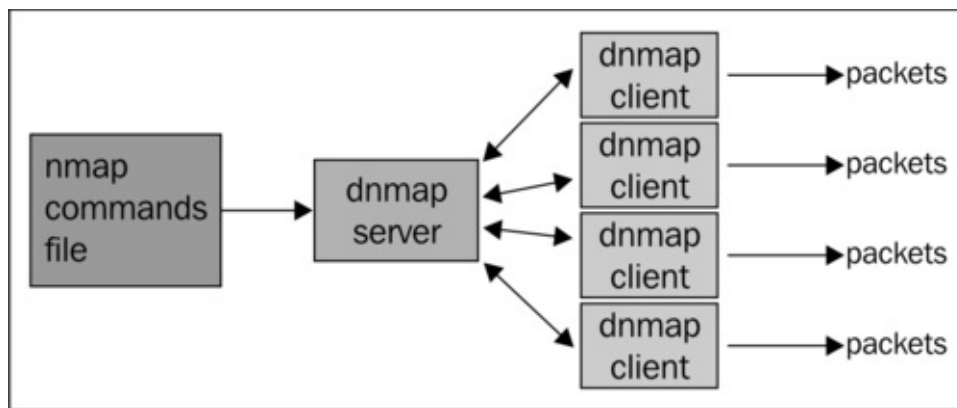 nmap
commands
file
dnmap
server
dnmap
client
packets
dnmap
client
packets
dnmap
client
packets
dnmap
client
packets